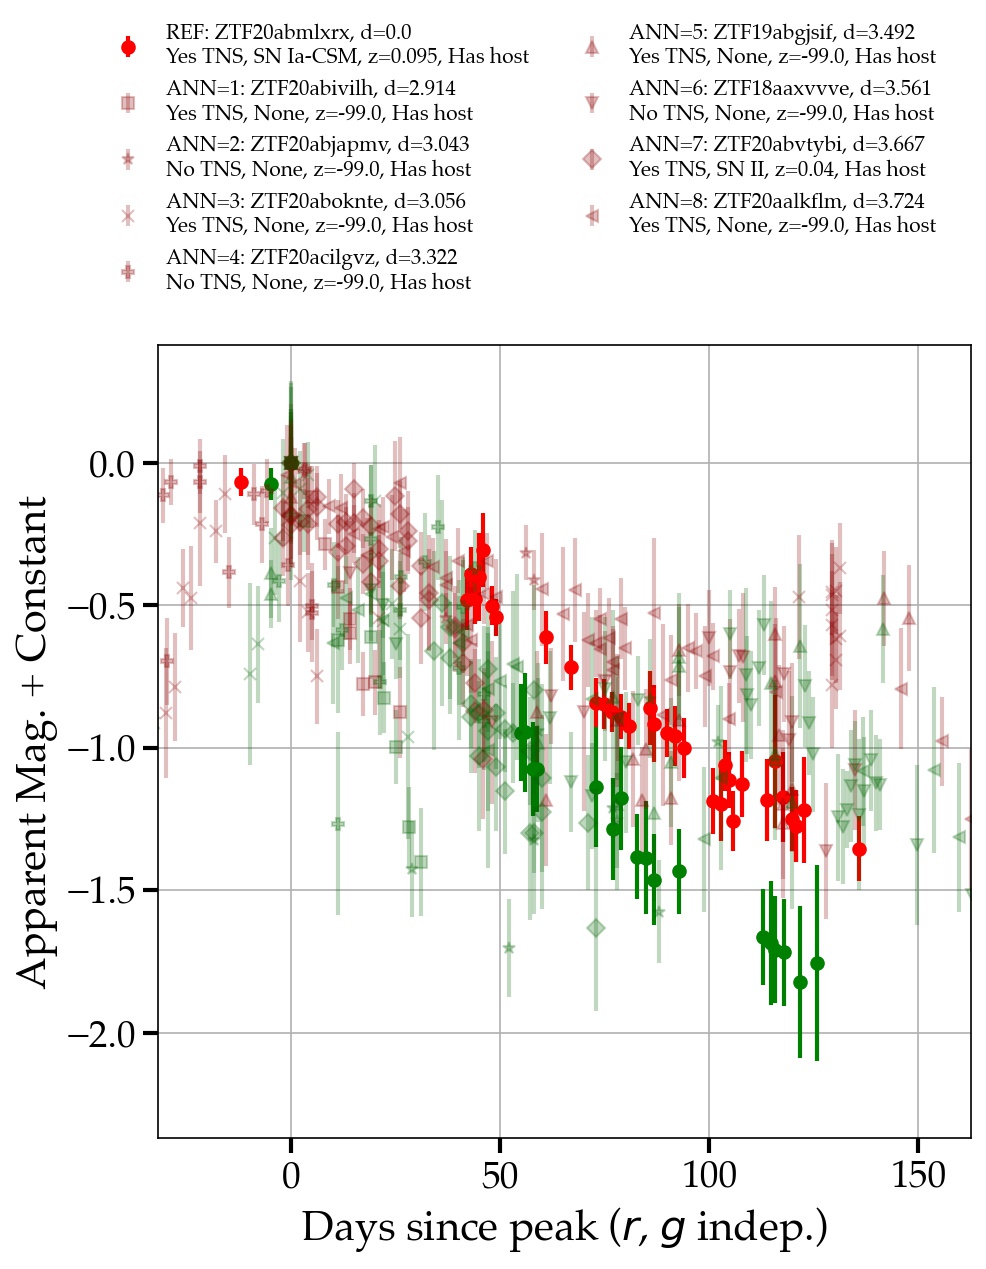 REF: ZTF20abmlxrx, d=0.0
Yes TNS, SN Ia-CSM, z=0.095, Has host
ANN=1: ZTF20abivilh, d=2.914
Yes TNS, None, z=-99.0, Has host
ANN=2: ZTF20abjapmv, d=3.043
No TNS, None, z=-99.0, Has host
ANN=3: ZTF20aboknte, d=3.056
Yes TNS, None, z=-99.0, Has host
ANN=4: ZTF20acilgvz, d=3.322
No TNS, None, z=-99.0, Has host
ANN=5: ZTF19abgjsif, d=3.492
Yes TNS, None, z=-99.0, Has host
ANN=6: ZTF18aaxvvve, d=3.561
No TNS, None, z=-99.0, Has host
ANN=7: ZTF20abvtybi, d=3.667
Yes TNS, SN II, z=0.04, Has host
ANN=8: ZTF20aalkflm, d=3.724
Yes TNS, None, z=-99.0, Has host
Apparent Mag. + Constant
0.0
−0.5
−1.0
−1.5
−2.0
0
50
100
150
Days since peak (r, g indep.)